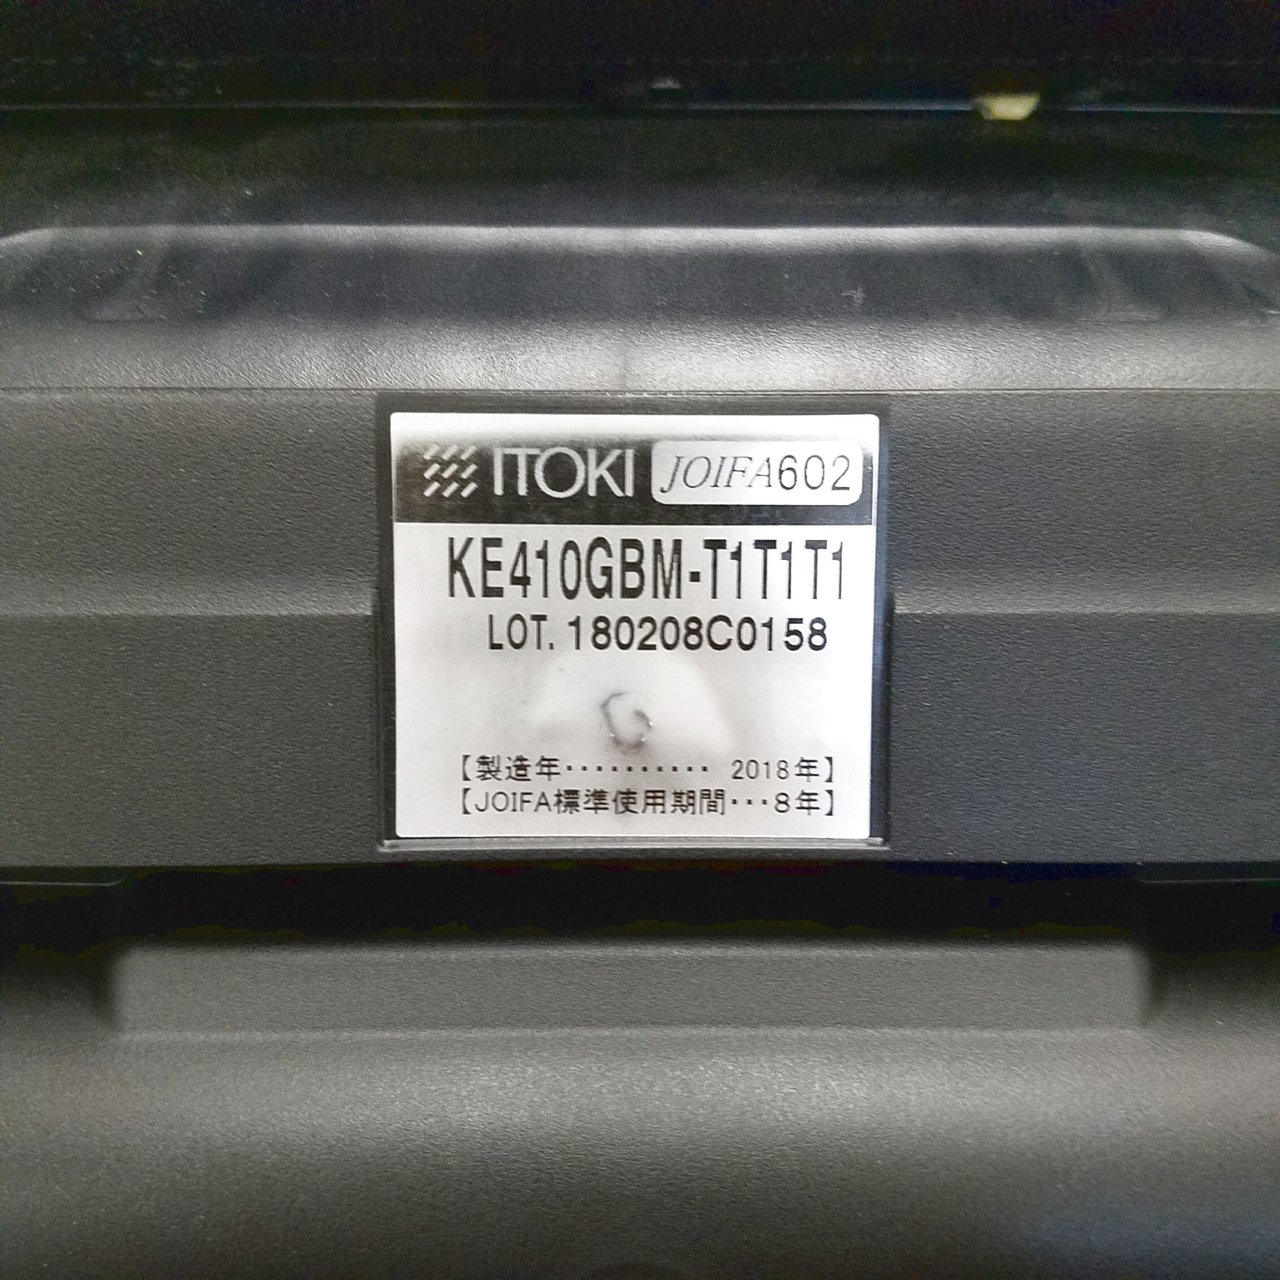 ITOKI JOIFA602
KE410GBM-T1T1T1
LOT. 180208C0158
【製造年・・・・・・・・・・ 2018年】
【JOIFA標準使用期間・・・8年】